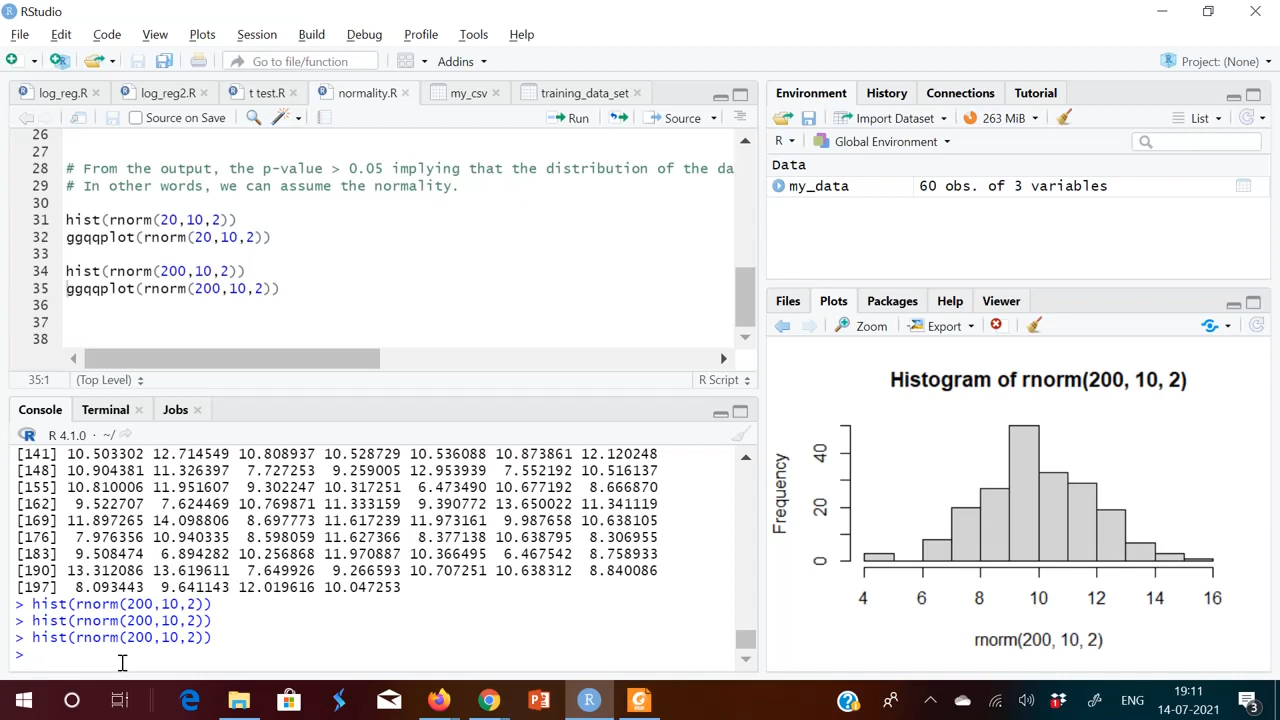 RStudio
File Edit Code View Plots Session Build Debug Profile Tools Help
Go to file/function Addins Project: (None)
log_reg.R log_reg2.R t test.R normality.R my_csv training_data_set
Source on Save Run Source
26
27
28 # From the output, the p-value > 0.05 implying that the distribution of the da
29 # In other words, we can assume the normality.
30
31 hist(rnorm(20,10,2))
32 ggqqplot(rnorm(20,10,2))
33
34 hist(rnorm(200,10,2))
35 ggqqplot(rnorm(200,10,2))
36
37
38
35:1 (Top Level) R Script
Console Terminal Jobs
R 4.1.0 · ~/
[141] 10.503302 12.714549 10.808937 10.528729 10.536088 10.873861 12.120248
[148] 10.904381 11.326397 7.727253 9.259005 12.953939 7.552192 10.516137
[155] 10.810006 11.951607 9.302247 10.317251 6.473490 10.677192 8.666870
[162] 9.522707 7.624469 10.769871 11.333159 9.390772 13.650022 11.341119
[169] 11.897265 14.098806 8.697773 11.617239 11.973161 9.987658 10.638105
[176] 7.976356 10.940335 8.598059 11.627366 8.377138 10.638795 8.306955
[183] 9.508474 6.894282 10.256868 11.970887 10.366495 6.467542 8.758933
[190] 13.312086 13.619611 7.649926 9.266593 10.707251 10.638312 8.840086
[197] 8.093443 9.641143 12.019616 10.047253
> hist(rnorm(200,10,2))
> hist(rnorm(200,10,2))
> hist(rnorm(200,10,2))
>
Environment History Connections Tutorial
Import Dataset 263 MiB List
R Global Environment
Data
my_data 60 obs. of 3 variables
Files Plots Packages Help Viewer
Zoom Export
Histogram of rnorm(200, 10, 2)
Frequency
40
20
0
4 6 8 10 12 14 16
rnorm(200, 10, 2)
ENG
19:11
14-07-2021
3